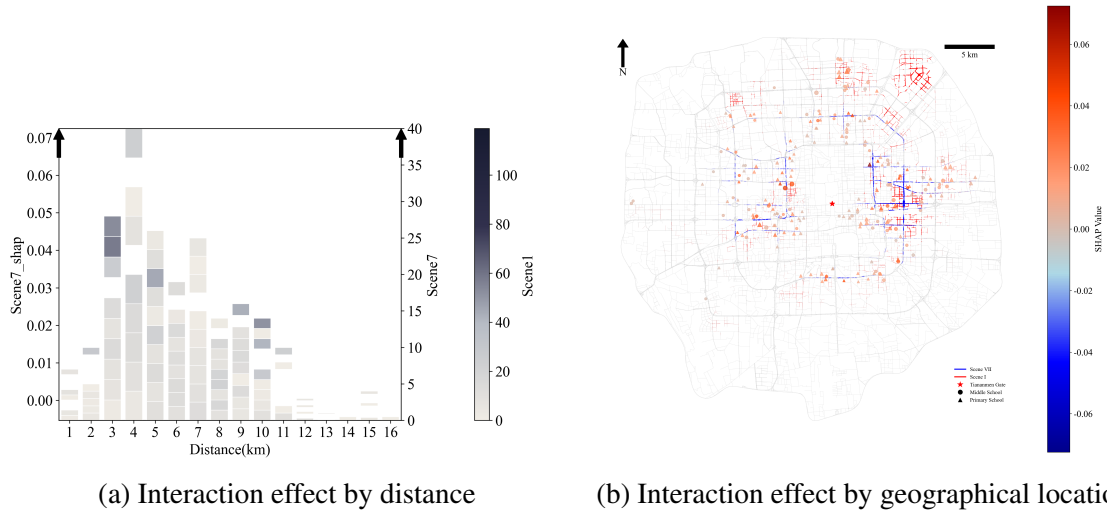 0.07
0.06
0.05
0.04
0.03
0.02
0.01
0.00
Scene7_shap
40
35
30
25
20
15
10
5
0
Scene7
100
80
60
40
20
0
Scene1
1 2 3 4 5 6 7 8 9 10 11 12 13 14 15 16
Distance(km)
(a) Interaction effect by distance
N
5 km
Scene VII
Scene I
Tiananmen Gate
Middle School
Primary School
0.06
0.04
0.02
0.00
-0.02
-0.04
-0.06
SHAP Value
(b) Interaction effect by geographical locatio